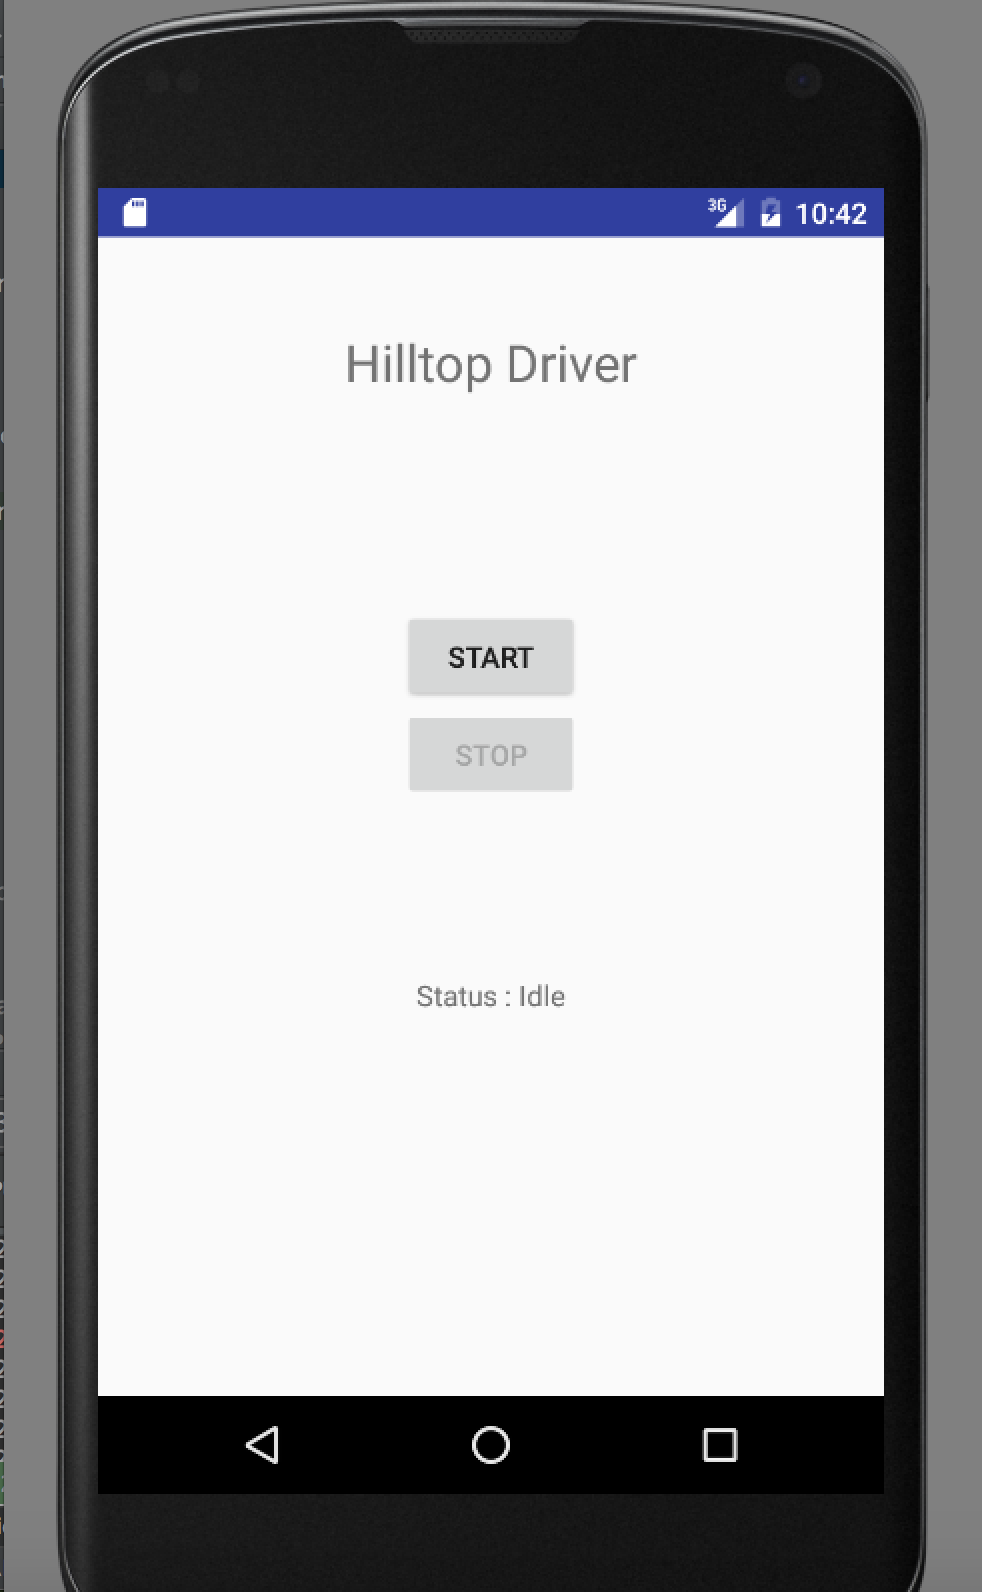 3G 10:42
Hilltop Driver
START
STOP
Status : Idle